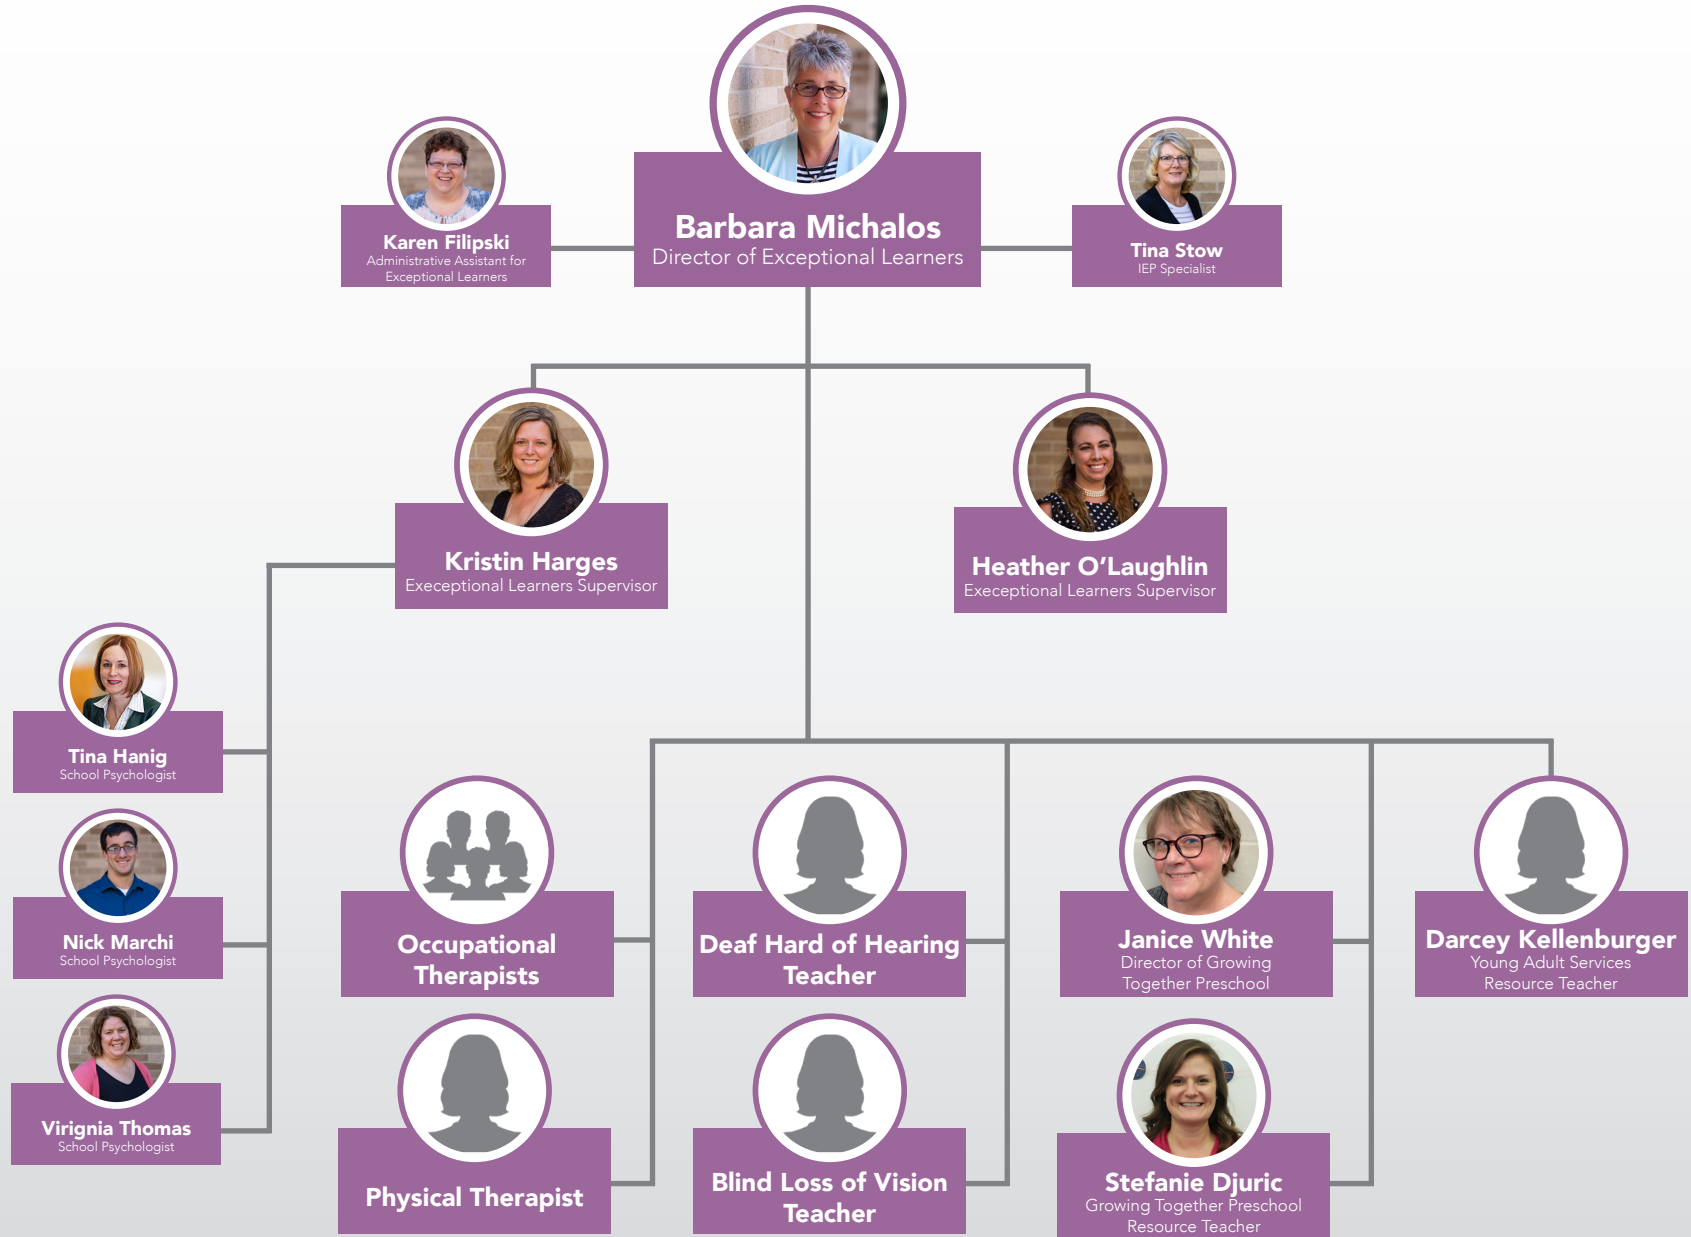 Barbara Michalos
Director of Exceptional Learners
Karen Filipski
Administrative Assistant for
Exceptional Learners
Tina Stow
IEP Specialist
Kristin Harges
Execeptional Learners Supervisor
Heather O'Laughlin
Execeptional Learners Supervisor
Tina Hanig
School Psychologist
Nick Marchi
School Psychologist
Virignia Thomas
School Psychologist
Occupational
Therapists
Deaf Hard of Hearing
Teacher
Janice White
Director of Growing
Together Preschool
Darcey Kellenburger
Young Adult Services
Resource Teacher
Physical Therapist
Blind Loss of Vision
Teacher
Stefanie Djuric
Growing Together Preschool
Resource Teacher